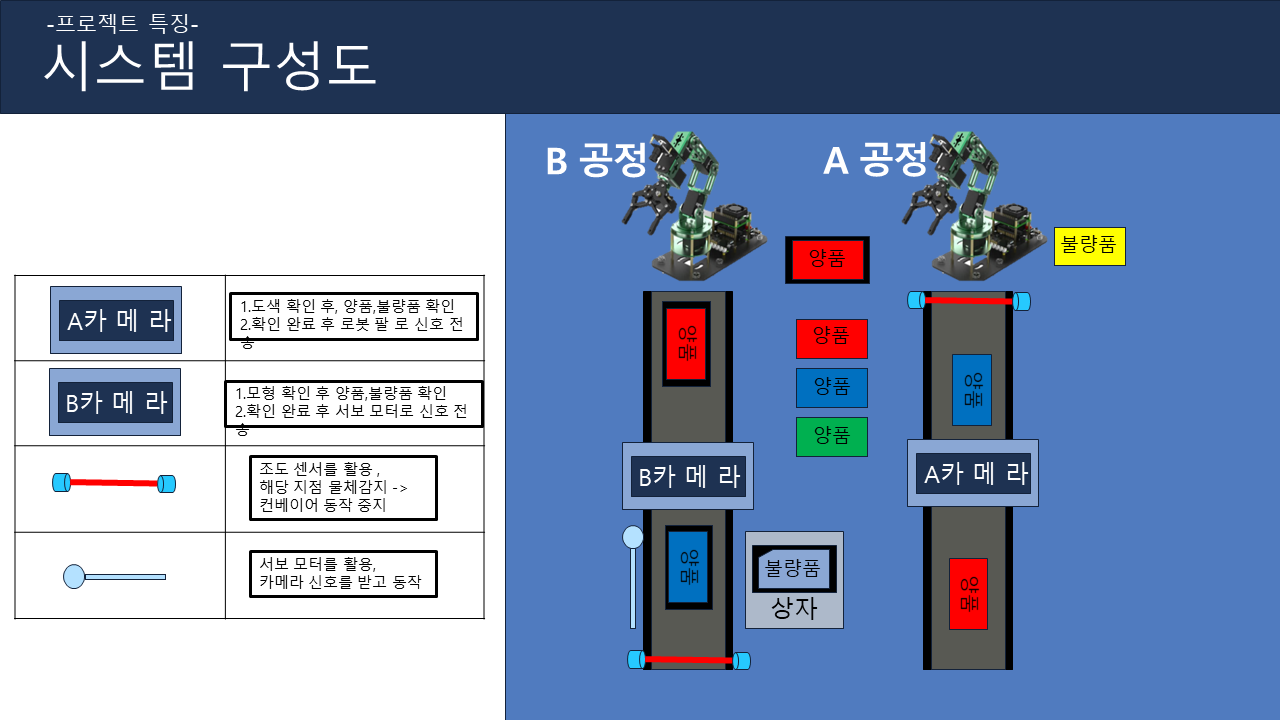 -프로젝트 특징-
시스템 구성도
A카 메 라
1.도색 확인 후, 양품,불량품 확인
2.확인 완료 후 로봇 팔 로 신호 전
송
B카 메 라
1.모형 확인 후 양품,불량품 확인
2.확인 완료 후 서보 모터로 신호 전
송
조도 센서를 활용 ,
해당 지점 물체감지 ->
컨베이어 동작 중지
서보 모터를 활용,
카메라 신호를 받고 동작
B 공정
A 공정
불량품
양품
양품
양품
양품
양품
양품
B카 메 라
A카 메 라
양품
불량품
상자
양품